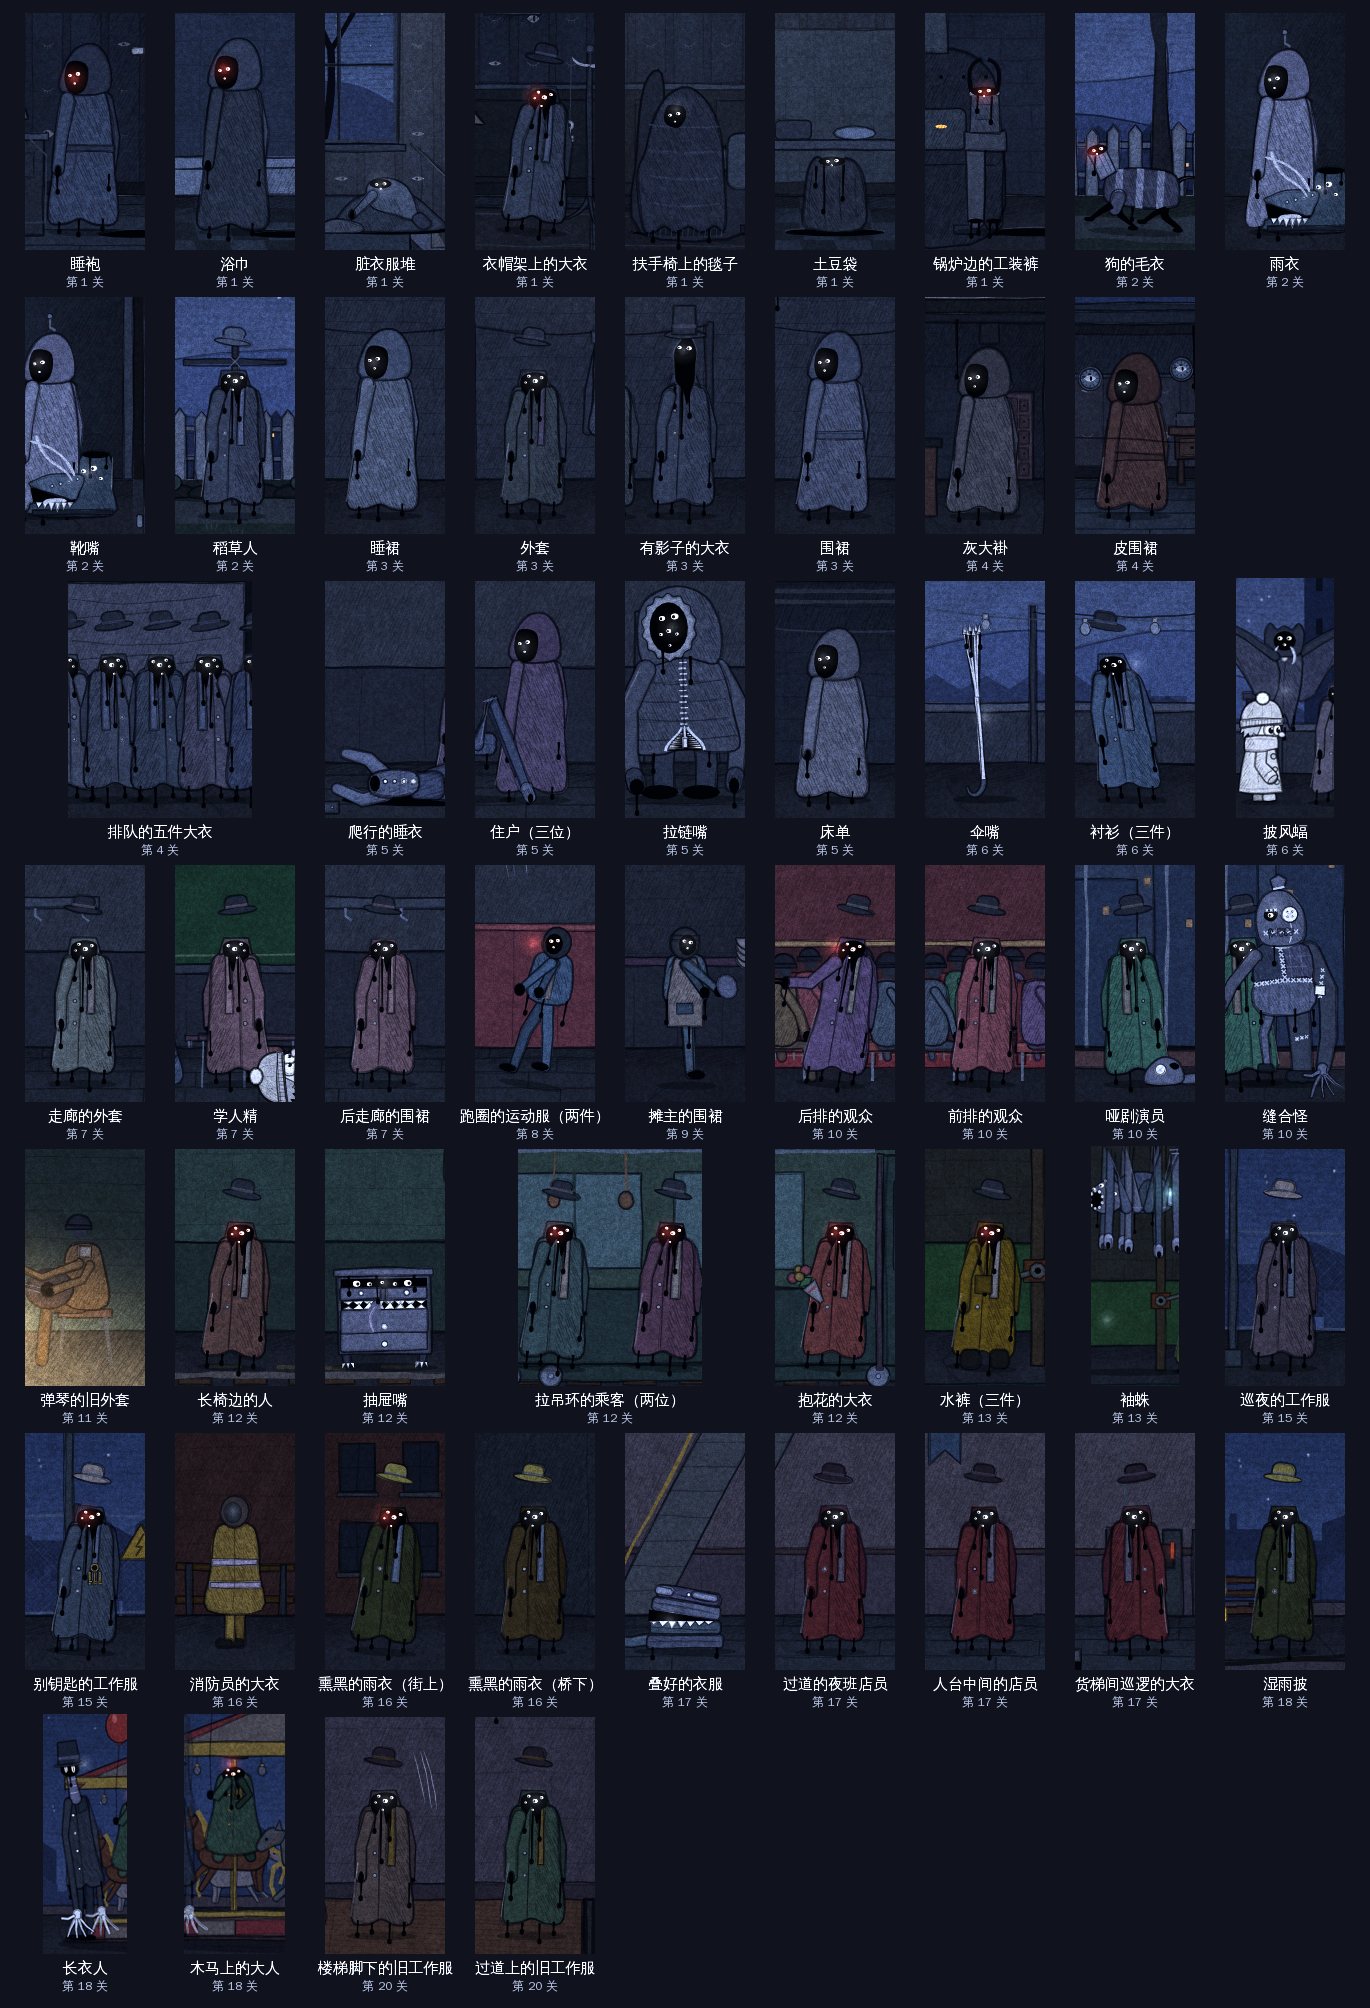 睡袍 浴巾 脏衣服堆 衣帽架上的大衣 扶手椅上的毯子 土豆袋 锅炉边的工装裤 狗的毛衣 雨衣
第 1 关 第 1 关 第 1 关 第 1 关 第 1 关 第 1 关 第 1 关 第 2 关 第 2 关
靴嘴 稻草人 睡裙 外套 有影子的大衣 围裙 灰大褂 皮围裙
第 2 关 第 2 关 第 3 关 第 3 关 第 3 关 第 3 关 第 4 关 第 4 关
排队的五件大衣 爬行的睡衣 住户（三位） 拉链嘴 床单 伞嘴 衬衫（三件） 披风蝠
第 4 关 第 5 关 第 5 关 第 5 关 第 5 关 第 6 关 第 6 关 第 6 关
走廊的外套 学人精 后走廊的围裙 跑圈的运动服（两件） 摊主的围裙 后排的观众 前排的观众 哑剧演员 缝合怪
第 7 关 第 7 关 第 7 关 第 8 关 第 9 关 第 10 关 第 10 关 第 10 关 第 10 关
弹琴的旧外套 长椅边的人 抽屉嘴 拉吊环的乘客（两位） 抱花的大衣 水裤（三件） 袖蛛 巡夜的工作服
第 11 关 第 12 关 第 12 关 第 12 关 第 12 关 第 13 关 第 13 关 第 15 关
别钥匙的工作服 消防员的大衣 熏黑的雨衣（街上） 熏黑的雨衣（桥下） 叠好的衣服 过道的夜班店员 人台中间的店员 货梯间巡逻的大衣 湿雨披
第 15 关 第 16 关 第 16 关 第 16 关 第 17 关 第 17 关 第 17 关 第 17 关 第 18 关
长衣人 木马上的大人 楼梯脚下的旧工作服 过道上的旧工作服
第 18 关 第 18 关 第 20 关 第 20 关